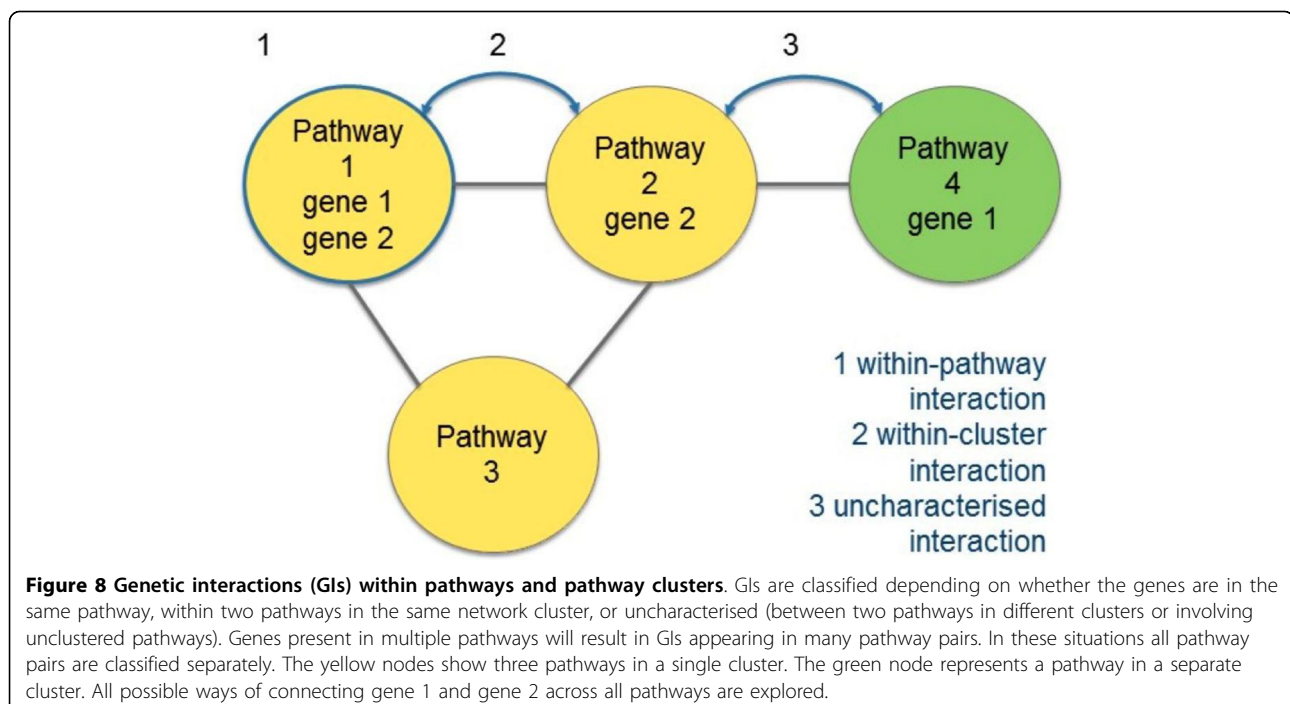 1
2
3
Pathway
1
gene 1
gene 2
Pathway
2
gene 2
Pathway
4
gene 1
Pathway
3
1 within-pathway
interaction
2 within-cluster
interaction
3 uncharacterised
interaction
Figure 8 Genetic interactions (GIs) within pathways and pathway clusters. GIs are classified depending on whether the genes are in the
same pathway, within two pathways in the same network cluster, or uncharacterised (between two pathways in different clusters or involving
unclustered pathways). Genes present in multiple pathways will result in GIs appearing in many pathway pairs. In these situations all pathway
pairs are classified separately. The yellow nodes show three pathways in a single cluster. The green node represents a pathway in a separate
cluster. All possible ways of connecting gene 1 and gene 2 across all pathways are explored.